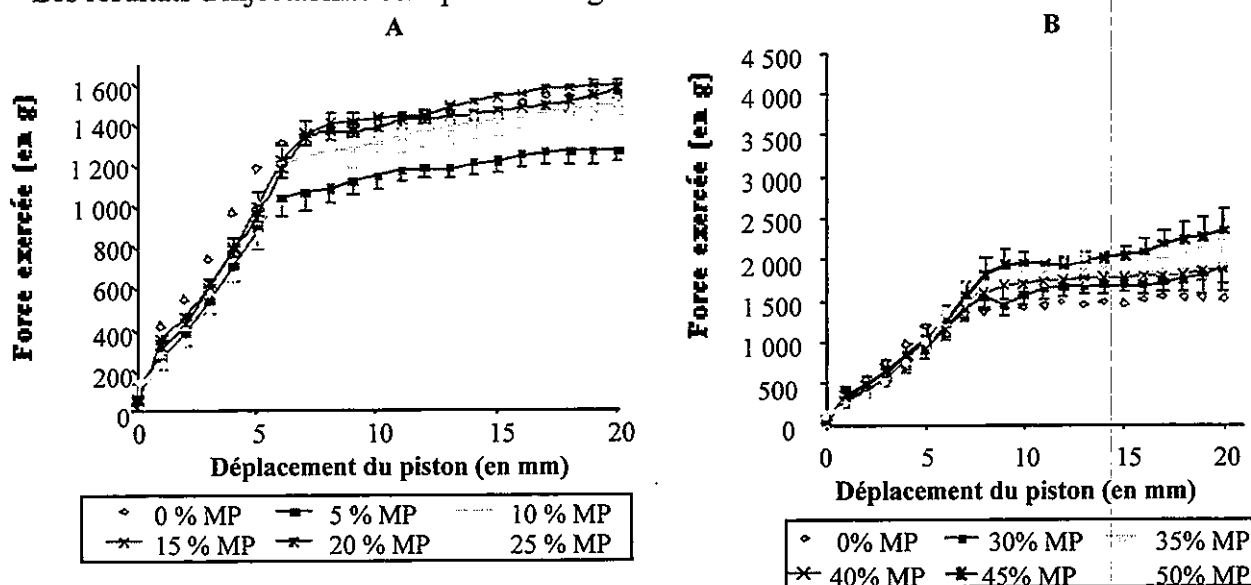 A
Force exercée [en g]
1 600
1 400
1 200
1 000
800
600
400
200
0
0 5 10 15 20
Déplacement du piston (en mm)
0 % MP 5 % MP 10 % MP
15 % MP 20 % MP 25 % MP
B
Force exercée [en g]
4 500
4 000
3 500
3 000
2 500
2 000
1 500
1 000
500
0
0 5 10 15 20
Déplacement du piston (en mm)
0% MP 30% MP 35% MP
40% MP 45% MP 50% MP